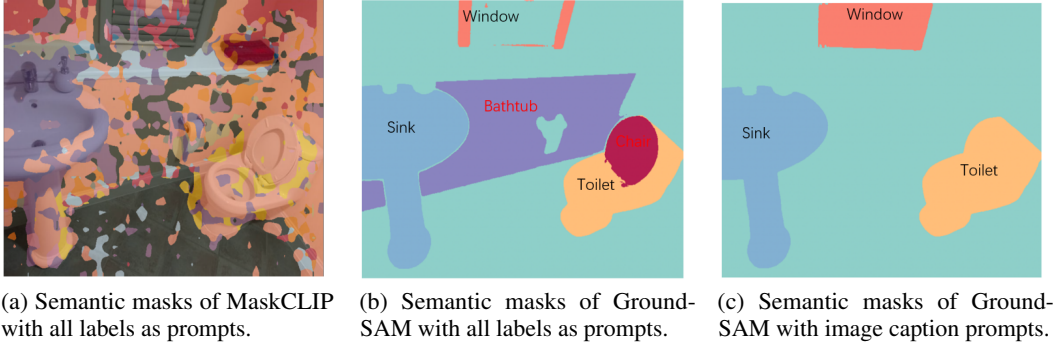 Window
Bathtub
Sink
Chair
Toilet
Window
Sink
Toilet
(a) Semantic masks of MaskCLIP
with all labels as prompts.
(b) Semantic masks of Ground-
SAM with all labels as prompts.
(c) Semantic masks of Ground-
SAM with image caption prompts.